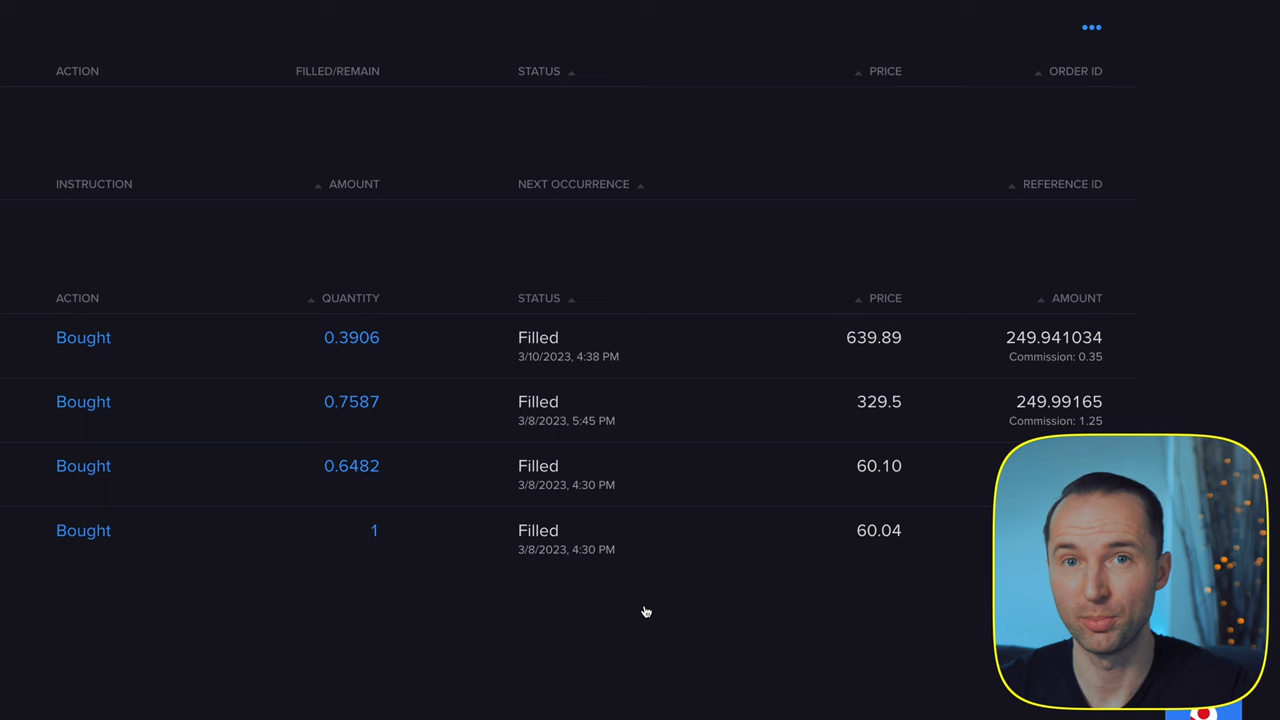 •••
ACTION FILLED/REMAIN STATUS PRICE ORDER ID
INSTRUCTION AMOUNT NEXT OCCURRENCE REFERENCE ID
ACTION QUANTITY STATUS PRICE AMOUNT
Bought 0.3906 Filled 639.89 249.941034
3/10/2023, 4:38 PM Commission: 0.35
Bought 0.7587 Filled 329.5 249.99165
3/8/2023, 5:45 PM Commission: 1.25
Bought 0.6482 Filled 60.10
3/8/2023, 4:30 PM
Bought 1 Filled 60.04
3/8/2023, 4:30 PM